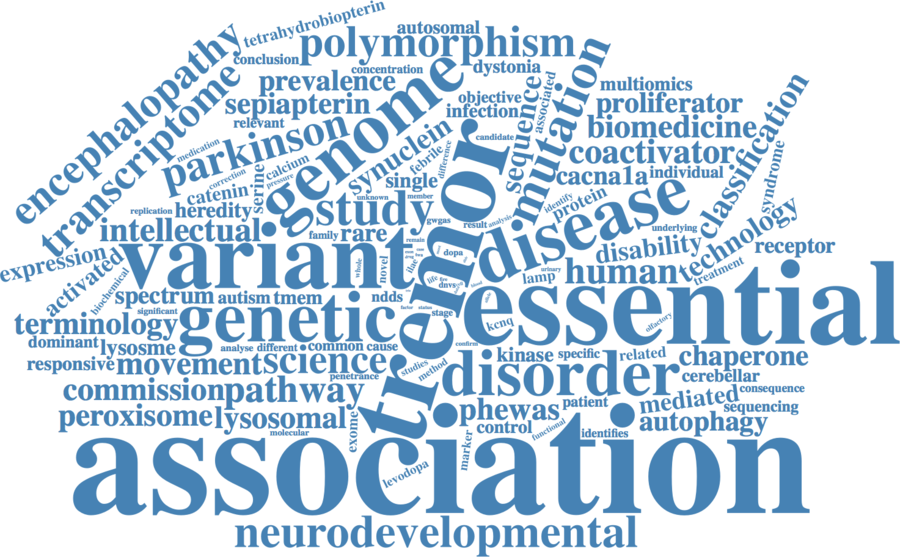 tetrahydrobiopterin
autosomal
polymorphism
conclusion
concentration
dystonia
encephalopathy
transcriptome
prevalence
genome
mutation
multiomics
sepiapterin
objective
infection
sequence
associated
proliferator
relevant
parkinson
synuclein
febrile
difference
candidate
biomedicine
classification
medication
correction
calcium
pressure
coactivator
syndrome
catenin
serine
single
cacna1a
individual
unknown
member
identify
protein
replication
heredity
study
gwgas
result
analysis
disease
intellectual
variant
family
rare
remain
tremor
underlying
disability
technology
receptor
expression
activated
biochemical
whole
novel
dopa
human
treatment
lamp
urinary
life
dnvs
essential
spectrum
autism
tmem
ndds
significant
genetic
factor
status
stage
kcnq
olfactory
terminology
dominant
lysosme
analyse
different
common
cause
confirm
responsive
movement
science
studies
method
kinase
specific
related
chaperone
penetrance
disorder
cerebellar
commission
pathway
consequence
peroxisome
lysosomal
phewas
patient
mediated
sequencing
molecular
exome
control
functional
identifies
autophagy
marker
levodopa
association
neurodevelopmental